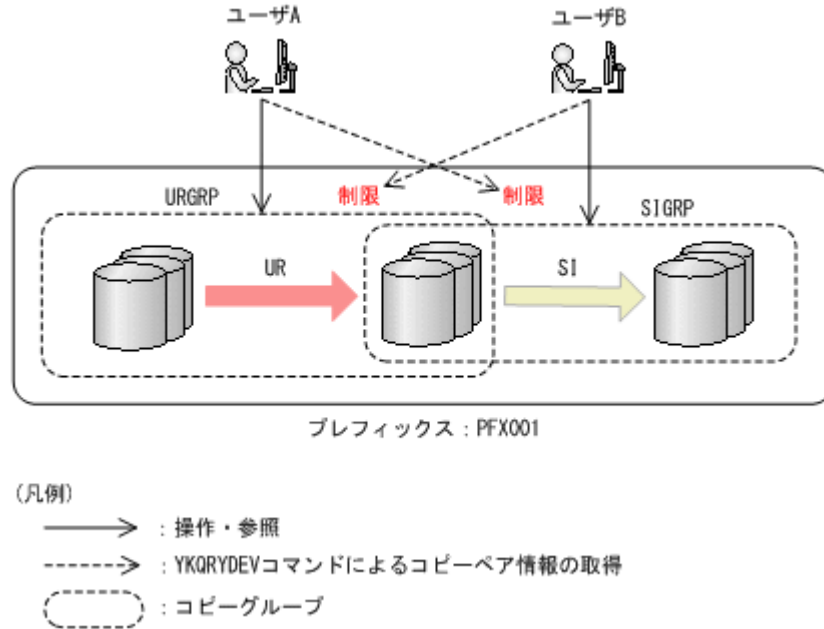 ユーザA
ユーザB
URGRP
制限
制限
SIGRP
UR
SI
プレフィックス：PFX001
(凡例)
：操作・参照
：YKQRYDEVコマンドによるコピーペア情報の取得
：コピーグループ